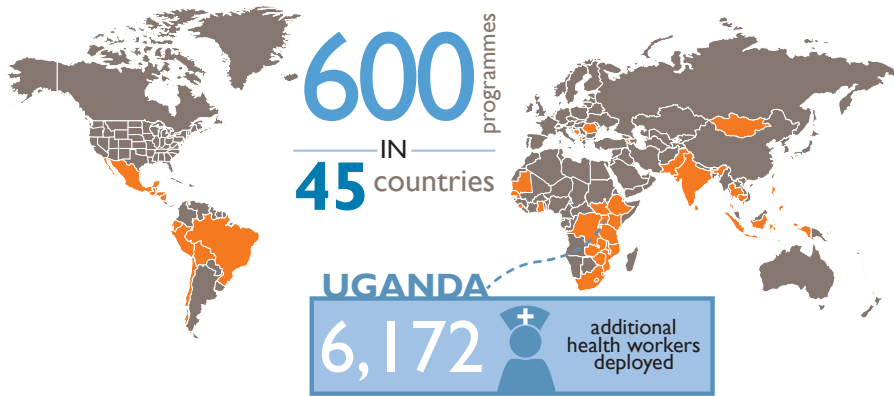 600
programmes
IN
45 countries
UGANDA
6,172
additional
health workers
deployed